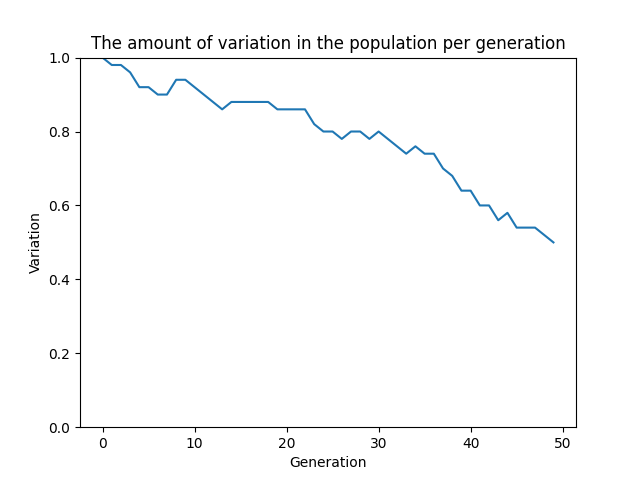 The amount of variation in the population per generation
1.0
0.8
0.6
0.4
0.2
0.0
Variation
0 10 20 30 40 50
Generation